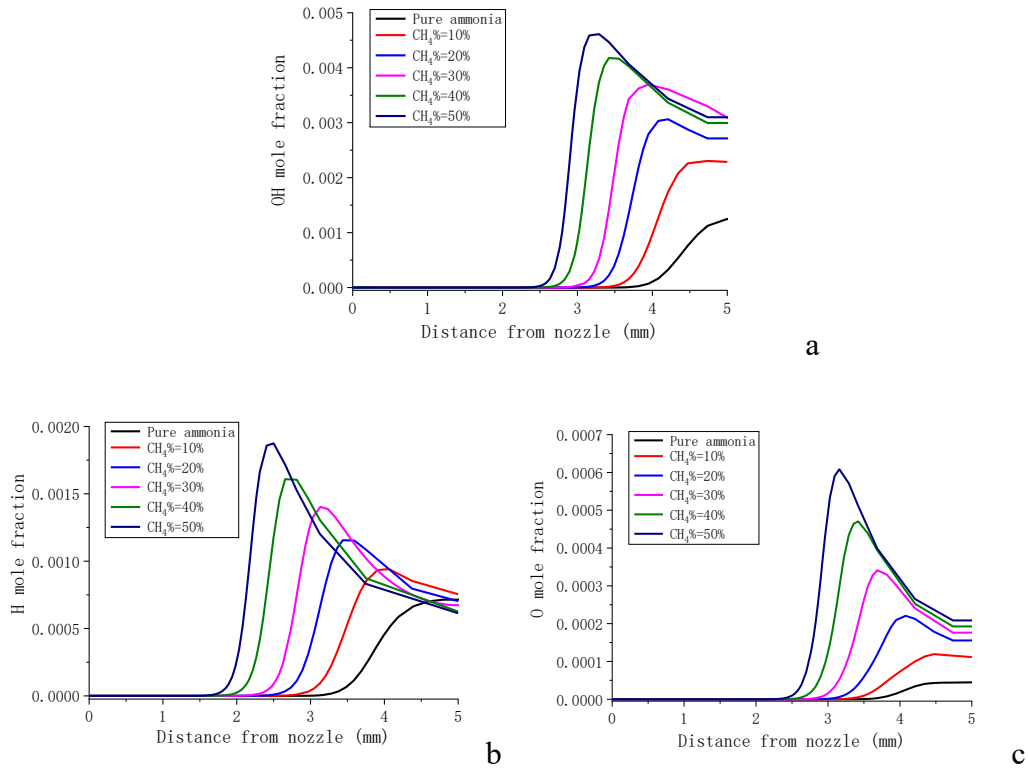 Pure ammonia
CH₄%=10%
CH₄%=20%
CH₄%=30%
CH₄%=40%
CH₄%=50%
0.005
0.004
0.003
0.002
0.001
0.000
OH mole fraction
0 1 2 3 4 5
Distance from nozzle (mm)
a
Pure ammonia
CH₄%=10%
CH₄%=20%
CH₄%=30%
CH₄%=40%
CH₄%=50%
0.0020
0.0015
0.0010
0.0005
0.0000
H mole fraction
0 1 2 3 4 5
Distance from nozzle (mm)
b
Pure ammonia
CH₄%=10%
CH₄%=20%
CH₄%=30%
CH₄%=40%
CH₄%=50%
0.0007
0.0006
0.0005
0.0004
0.0003
0.0002
0.0001
0.0000
O mole fraction
0 1 2 3 4 5
Distance from nozzle (mm)
c